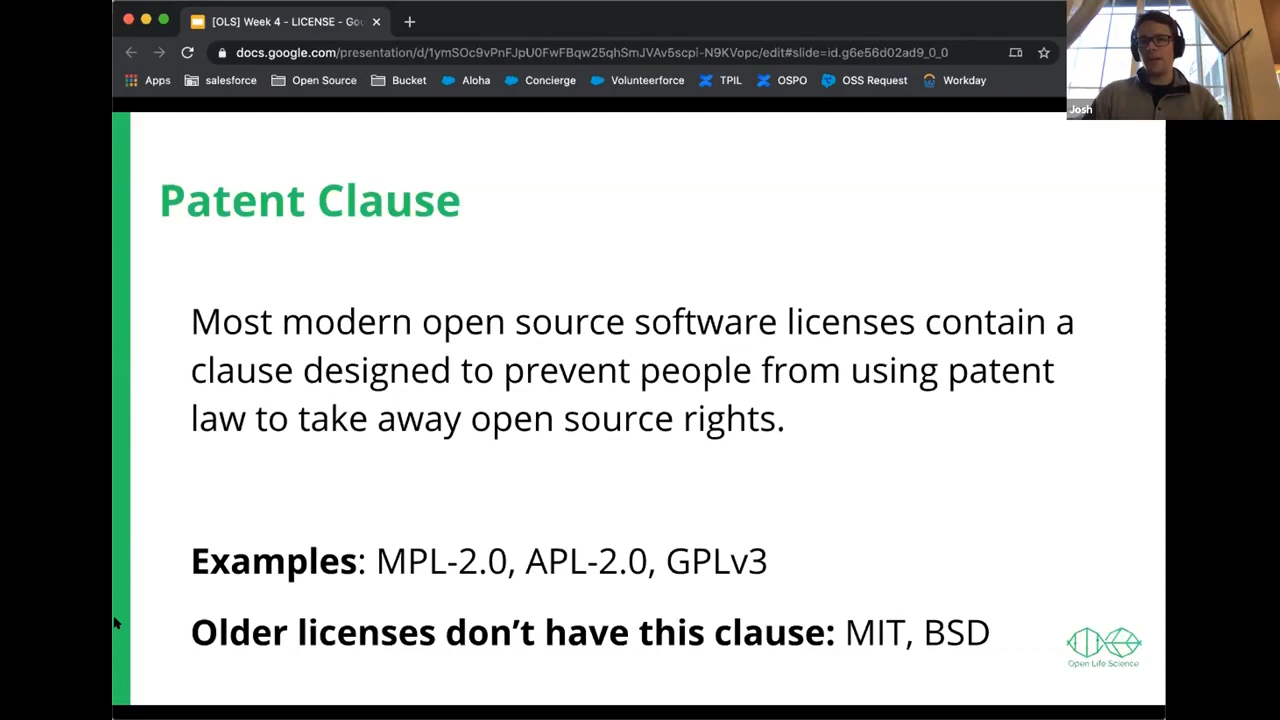 [OLS] Week 4 - LICENSE - Goo
docs.google.com/presentation/d/1ymSOC9vPnFJpU0FwFBqw25qhSmJVAv5scpi-N9KVopc/edit#slide=id.g6e56d02ad9_0_0
Apps salesforce Open Source Bucket Aloha Concierge Volunteerforce TPIL OSPO OSS Request Workday
Josh
Patent Clause
Most modern open source software licenses contain a
clause designed to prevent people from using patent
law to take away open source rights.
Examples: MPL-2.0, APL-2.0, GPLv3
Older licenses don’t have this clause: MIT, BSD
Open Life Science